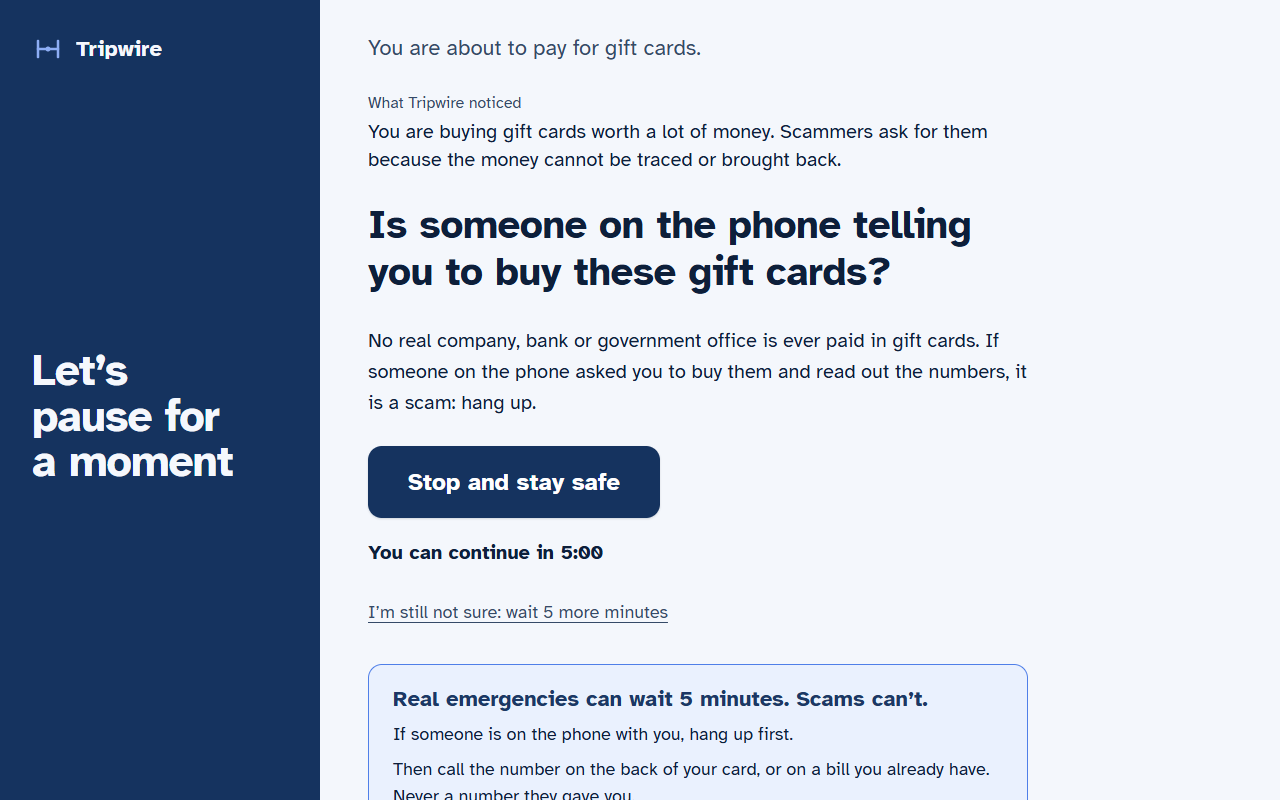 Tripwire
Let’s
pause for
a moment
You are about to pay for gift cards.
What Tripwire noticed
You are buying gift cards worth a lot of money. Scammers ask for them
because the money cannot be traced or brought back.
Is someone on the phone telling
you to buy these gift cards?
No real company, bank or government office is ever paid in gift cards. If
someone on the phone asked you to buy them and read out the numbers, it
is a scam: hang up.
Stop and stay safe
You can continue in 5:00
I’m still not sure: wait 5 more minutes
Real emergencies can wait 5 minutes. Scams can’t.
If someone is on the phone with you, hang up first.
Then call the number on the back of your card, or on a bill you already have.
Never a number they gave you